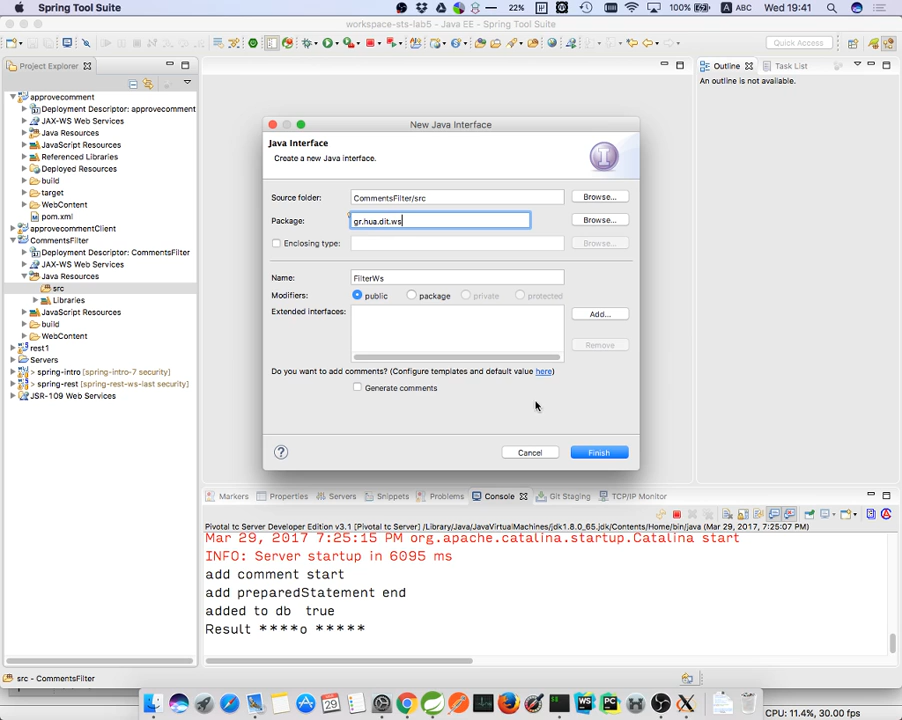 Spring Tool Suite
22%
100%
ABC
Wed 19:41
workspace-sts-lab5 - Java EE - Spring Tool Suite
Quick Access
Project Explorer
approvecomment
Deployment Descriptor: approvecomment
JAX-WS Web Services
Java Resources
JavaScript Resources
Referenced Libraries
Deployed Resources
build
target
WebContent
pom.xml
approvecommentClient
CommentsFilter
Deployment Descriptor: CommentsFilter
JAX-WS Web Services
Java Resources
src
Libraries
JavaScript Resources
build
WebContent
rest1
Servers
spring-intro (spring-intro-7 security)
spring-rest (spring-rest-ws-last security)
JSR-109 Web Services
Outline
Task List
An outline is not available.
New Java Interface
Java Interface
Create a new Java interface.
Source folder:
CommentsFilter/src
Browse...
Package:
gr.hua.dit.ws
Browse...
Enclosing type:
Browse...
Name:
FilterWs
Modifiers:
public
package
private
protected
Extended interfaces:
Add...
Remove
Do you want to add comments? (Configure templates and default value here)
Generate comments
?
Cancel
Finish
Markers
Properties
Servers
Snippets
Problems
Console
Git Staging
TCP/IP Monitor
Pivotal tc Server Developer Edition v3.1 [Pivotal tc Server] /Library/Java/JavaVirtualMachines/jdk1.8.0_65.jdk/Contents/Home/bin/java (Mar 29, 2017, 7:25:07 PM)
Mar 29, 2017 7:25:15 PM org.apache.catalina.startup.Catalina start
INFO: Server startup in 6095 ms
add comment start
add preparedStatement end
added to db  true
Result ****o *****
src - CommentsFilter
29
WS
PC
CPU: 11.4%, 30.00 fps